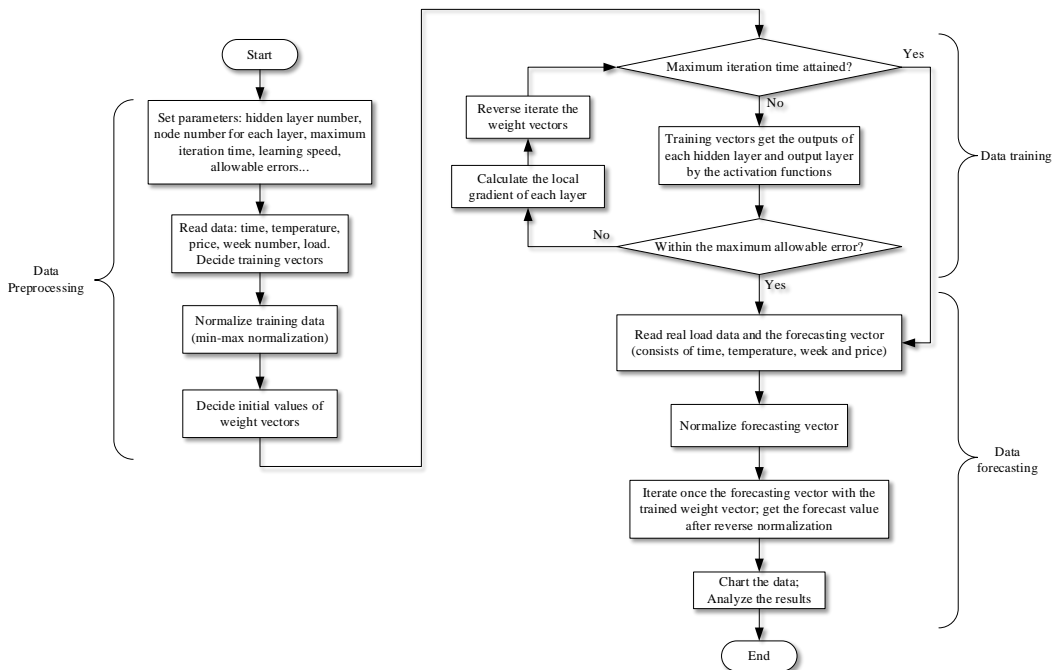 Start
Set parameters: hidden layer number,
node number for each layer, maximum
iteration time, learning speed,
allowable errors...
Read data: time, temperature,
price, week number, load.
Decide training vectors
Normalize training data
(min-max normalization)
Decide initial values of
weight vectors
Data
Preprocessing
Maximum iteration time attained?
Yes
No
Reverse iterate the
weight vectors
Training vectors get the outputs of
each hidden layer and output layer
by the activation functions
Calculate the local
gradient of each layer
No
Within the maximum allowable error?
Yes
Data training
Read real load data and the forecasting vector
(consists of time, temperature, week and price)
Normalize forecasting vector
Iterate once the forecasting vector with the
trained weight vector; get the forecast value
after reverse normalization
Chart the data;
Analyze the results
End
Data
forecasting